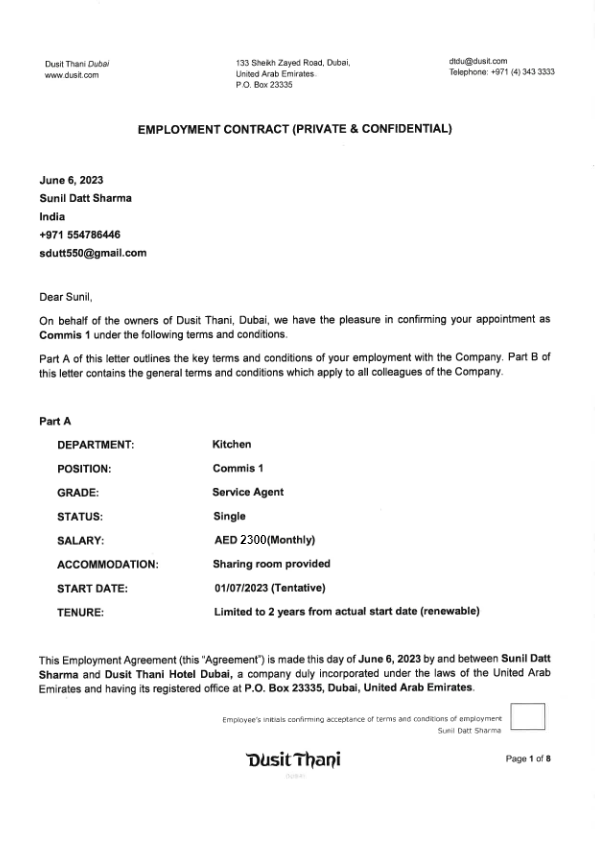 Dusit Thani Dubai
www.dusit.com
133 Sheikh Zayed Road, Dubai,
United Arab Emirates.
P.O. Box 23335
dtdu@dusit.com
Telephone: +971 (4) 343 3333
EMPLOYMENT CONTRACT (PRIVATE & CONFIDENTIAL)
June 6, 2023
Sunil Datt Sharma
India
+971 554786446
sdutt550@gmail.com
Dear Sunil,
On behalf of the owners of Dusit Thani, Dubai, we have the pleasure in confirming your appointment as
Commis 1 under the following terms and conditions.
Part A of this letter outlines the key terms and conditions of your employment with the Company. Part B of
this letter contains the general terms and conditions which apply to all colleagues of the Company.
Part A
DEPARTMENT: Kitchen
POSITION: Commis 1
GRADE: Service Agent
STATUS: Single
SALARY: AED 2300(Monthly)
ACCOMMODATION: Sharing room provided
START DATE: 01/07/2023 (Tentative)
TENURE: Limited to 2 years from actual start date (renewable)
This Employment Agreement (this "Agreement") is made this day of June 6, 2023 by and between Sunil Datt
Sharma and Dusit Thani Hotel Dubai, a company duly incorporated under the laws of the United Arab
Emirates and having its registered office at P.O. Box 23335, Dubai, United Arab Emirates.
Employee's initials confirming acceptance of terms and conditions of employment
Sunil Datt Sharma
Dusit Thani
Page 1 of 8